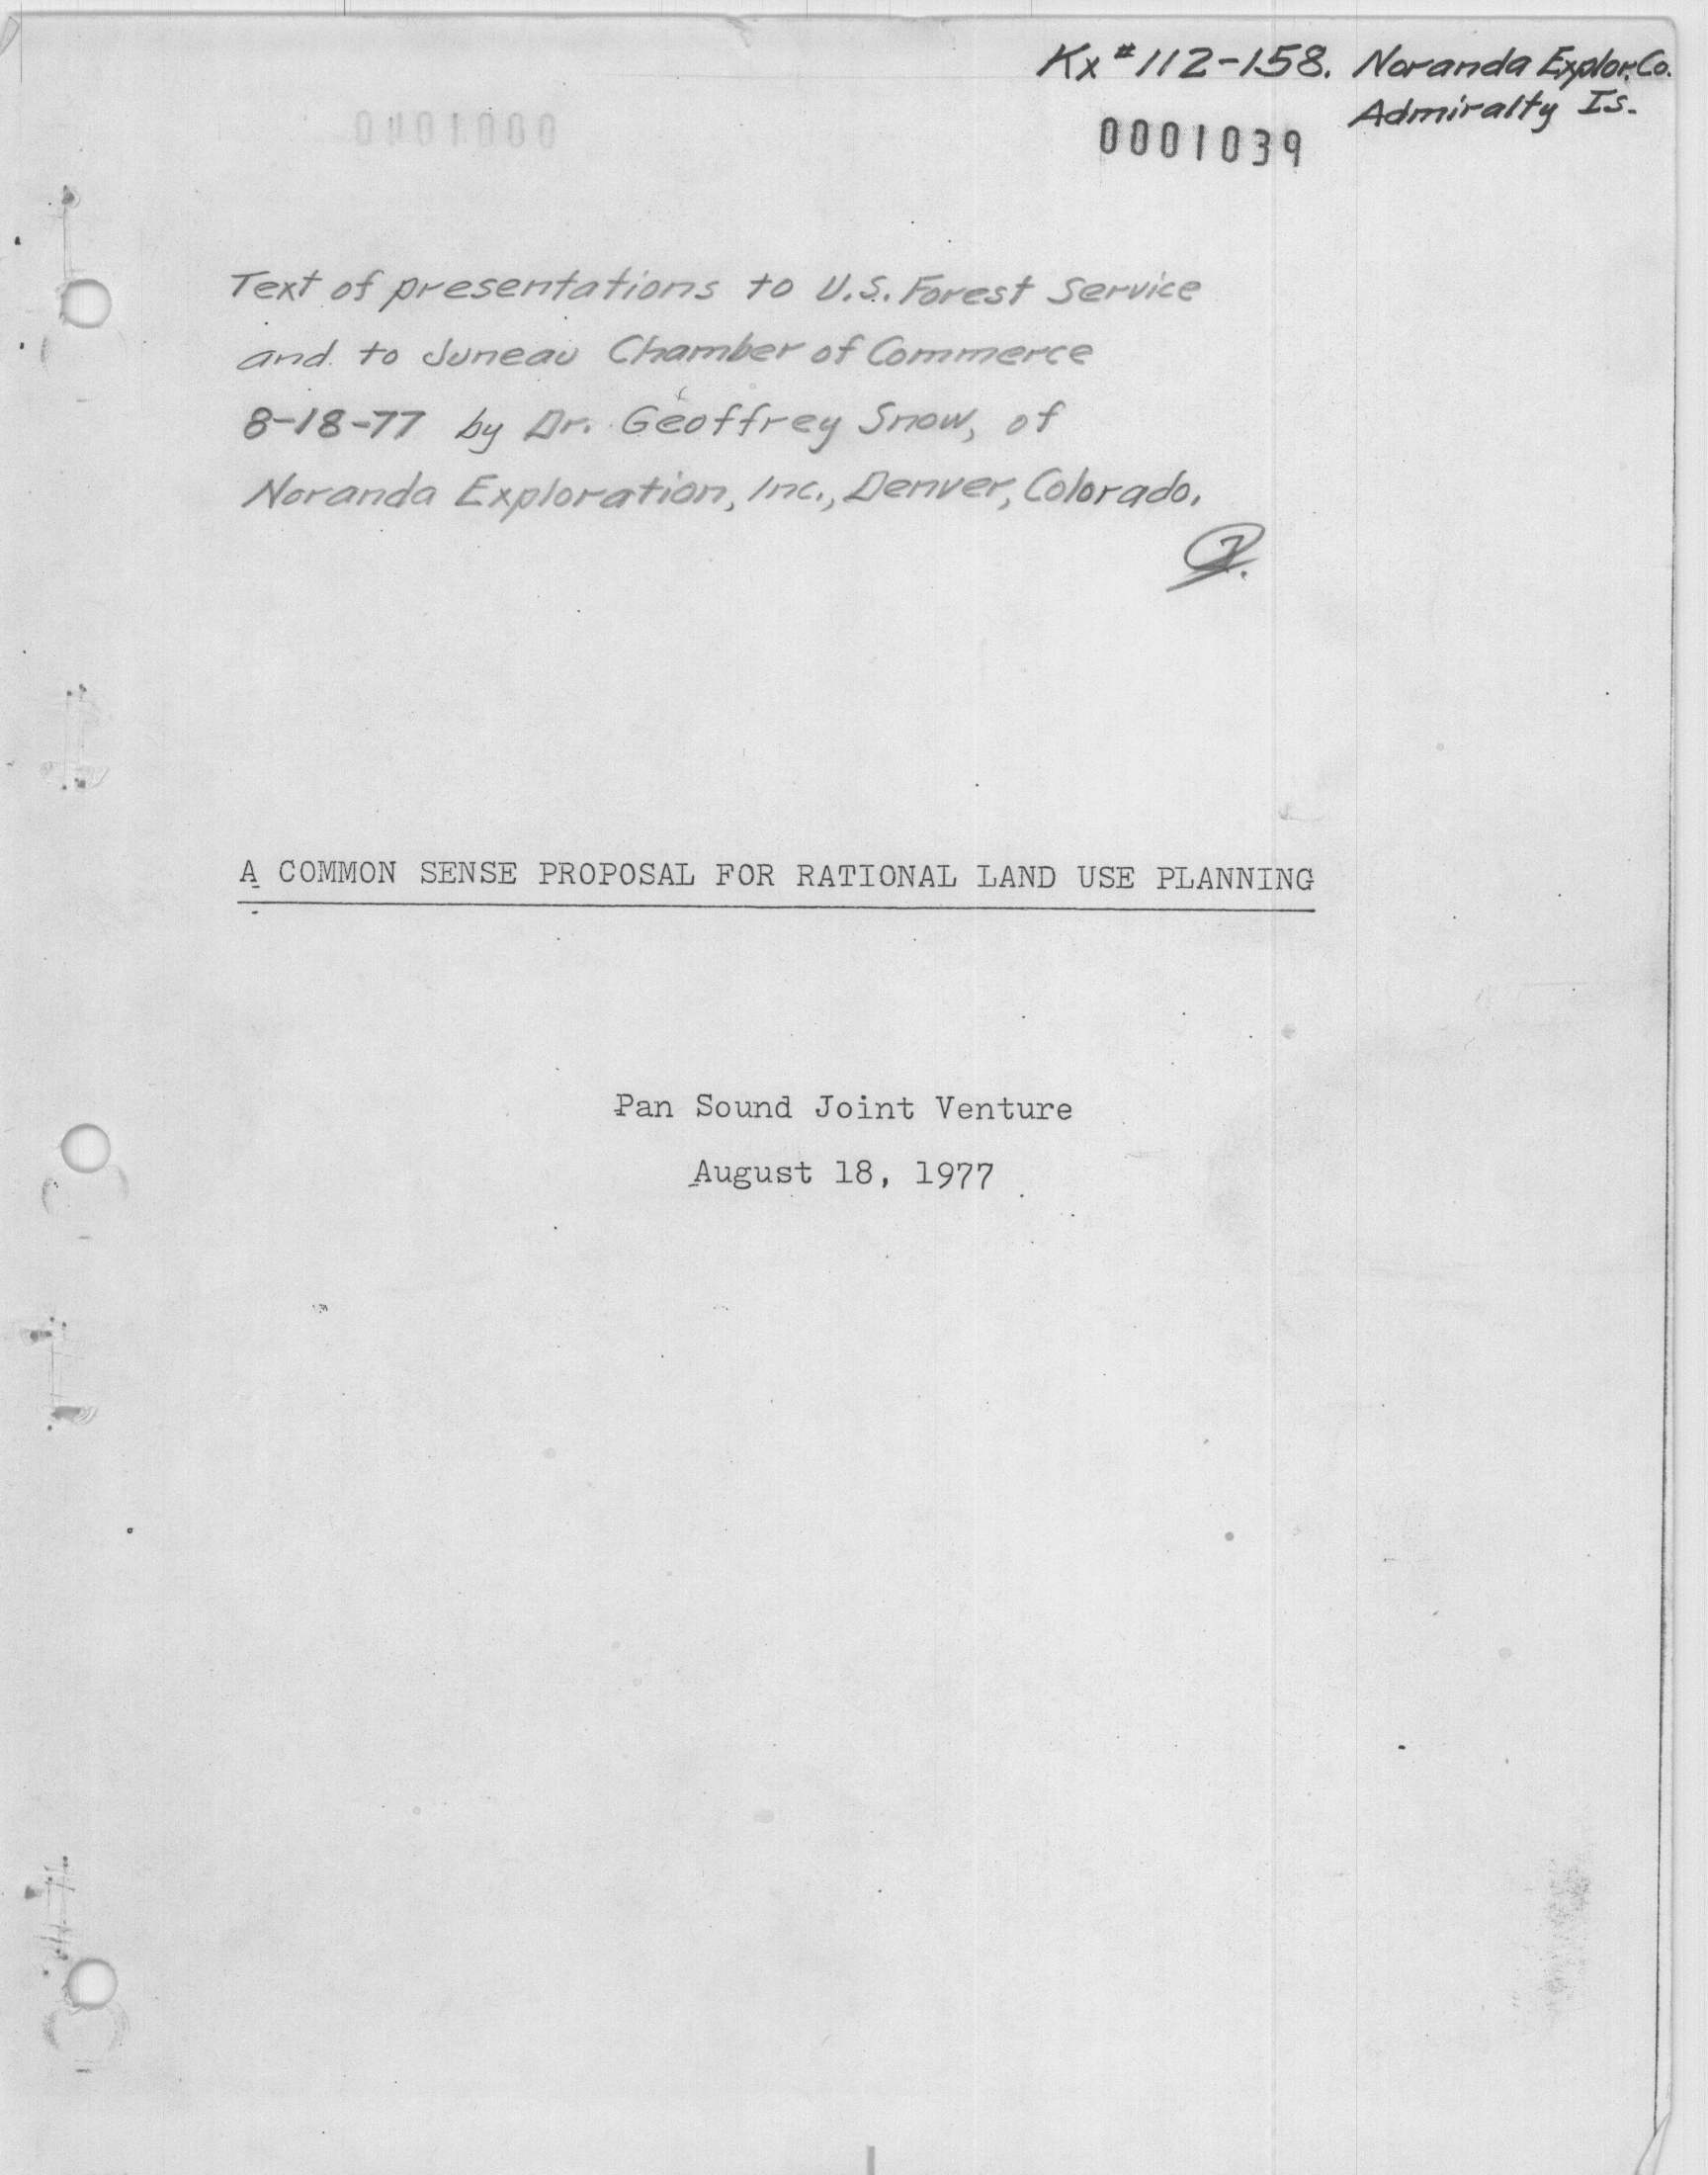 Kx #112-158. Noranda Explor. Co.
Admiralty Is.
0001000
0001039
Text of presentations to U.S. Forest Service
and to Juneau Chamber of Commerce
8-18-77 by Dr. Geoffrey Snow, of
Noranda Exploration, Inc., Denver, Colorado.
A COMMON SENSE PROPOSAL FOR RATIONAL LAND USE PLANNING
Pan Sound Joint Venture
August 18, 1977